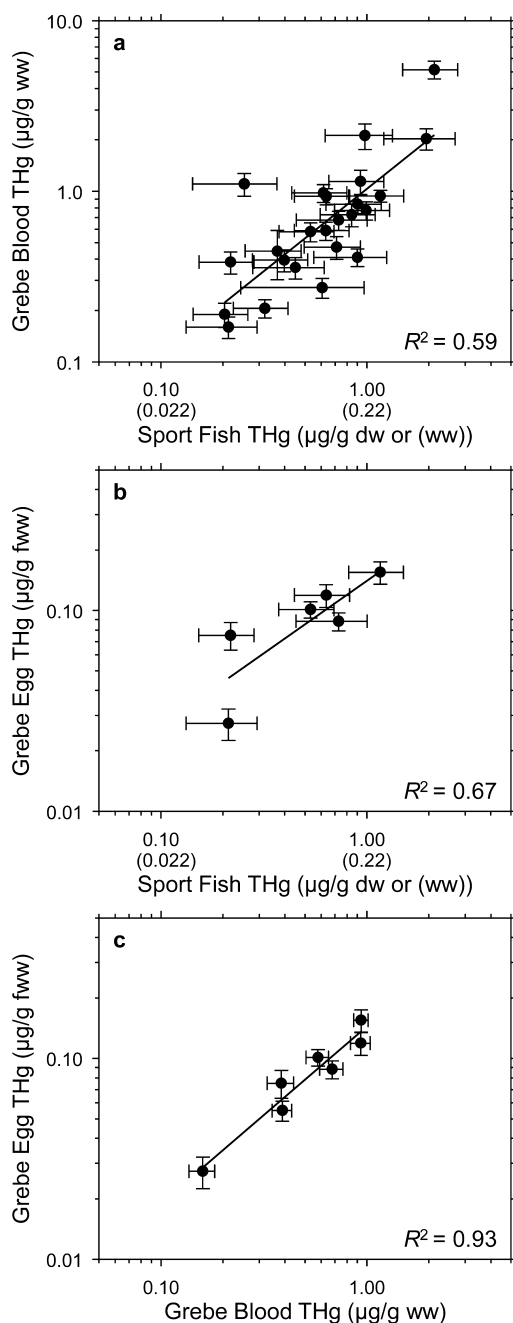 a
10.0
1.0
0.1
Grebe Blood THg (µg/g ww)
R² = 0.59
0.10 1.00
(0.022) (0.22)
Sport Fish THg (µg/g dw or (ww))
b
0.10
0.01
Grebe Egg THg (µg/g fww)
R² = 0.67
0.10 1.00
(0.022) (0.22)
Sport Fish THg (µg/g dw or (ww))
c
0.10
0.01
Grebe Egg THg (µg/g fww)
R² = 0.93
0.10 1.00
Grebe Blood THg (µg/g ww)